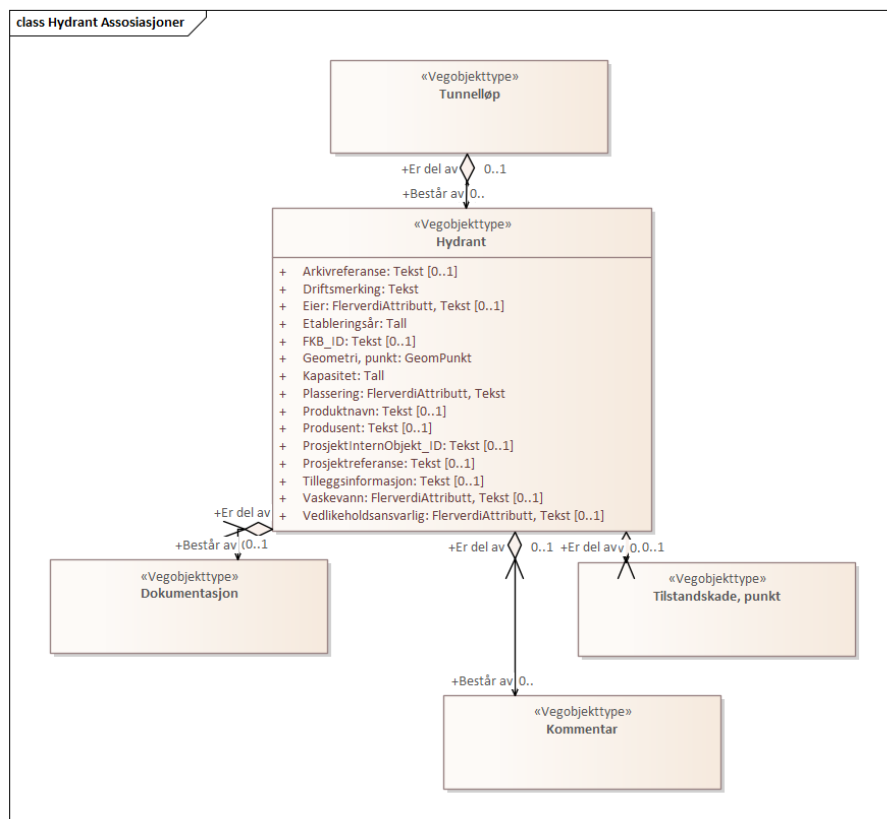 class Hydrant Assosiasjoner
«Vegobjekttype»
Tunnelløp
+Er del av 0..1
+Består av 0..
«Vegobjekttype»
Hydrant
+ Arkivreferanse: Tekst [0..1]
+ Driftsmerking: Tekst
+ Eier: FlerverdiAttributt, Tekst [0..1]
+ Etableringsår: Tall
+ FKB_ID: Tekst [0..1]
+ Geometri, punkt: GeomPunkt
+ Kapasitet: Tall
+ Plassering: FlerverdiAttributt, Tekst
+ Produktnavn: Tekst [0..1]
+ Produsent: Tekst [0..1]
+ ProsjektInternObjekt_ID: Tekst [0..1]
+ Prosjektreferanse: Tekst [0..1]
+ Tilleggsinformasjon: Tekst [0..1]
+ Vaskevann: FlerverdiAttributt, Tekst [0..1]
+ Vedlikeholdsansvarlig: FlerverdiAttributt, Tekst [0..1]
+Er del av
+Består av 0..1
+Er del av 0..1
+Er del av 0..1
«Vegobjekttype»
Dokumentasjon
«Vegobjekttype»
Tilstandskade, punkt
+Består av 0..
«Vegobjekttype»
Kommentar